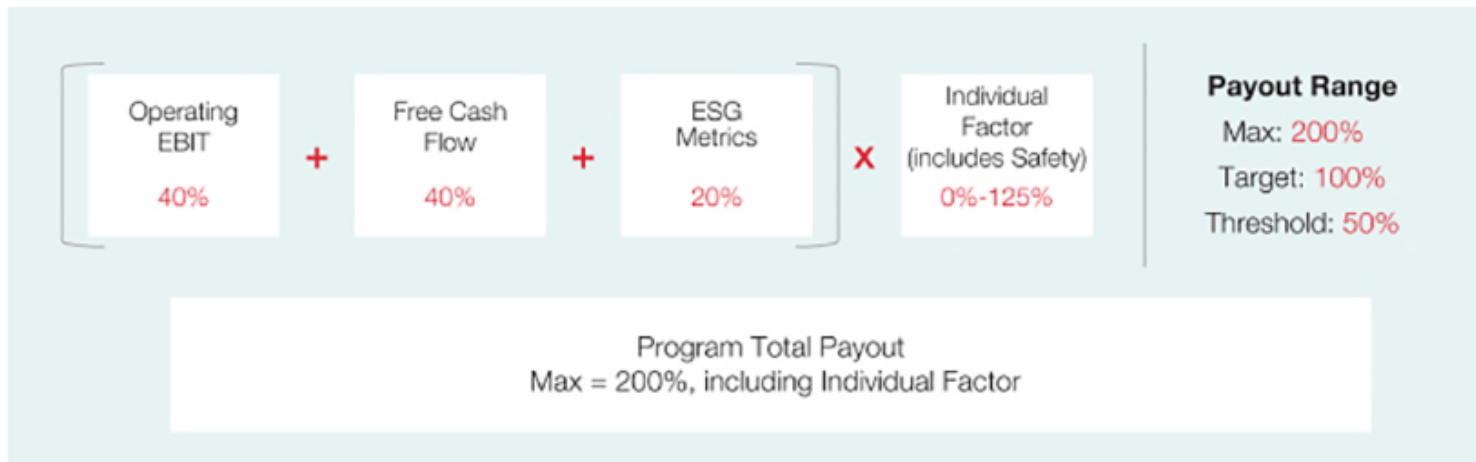 Operating
EBIT
40%
+
Free Cash
Flow
40%
+
ESG
Metrics
20%
X
Individual
Factor
(includes Safety)
0%-125%
Payout Range
Max: 200%
Target: 100%
Threshold: 50%
Program Total Payout
Max = 200%, including Individual Factor